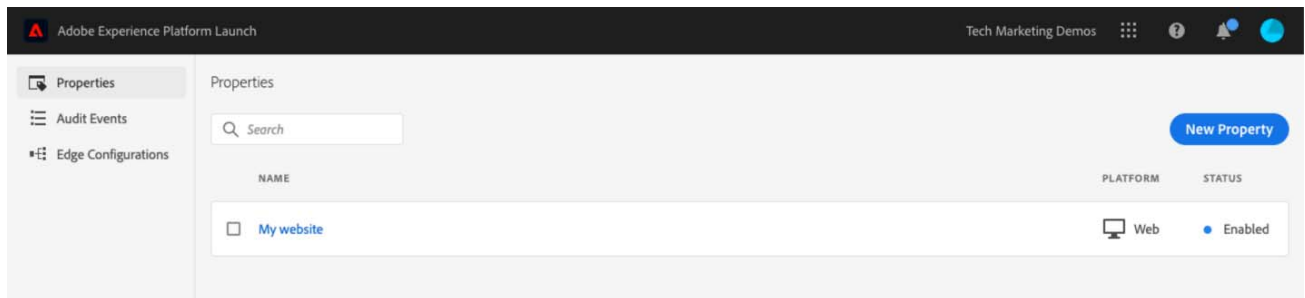 Adobe Experience Platform Launch Tech Marketing Demos
Properties Properties
Audit Events
Search New Property
Edge Configurations
NAME PLATFORM STATUS
My website Web Enabled